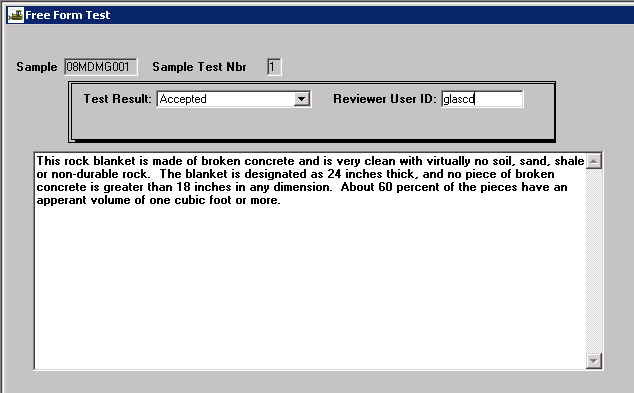 Free Form Test
Sample 08MDMG001 Sample Test Nbr 1
Test Result: Accepted Reviewer User ID: glascd
This rock blanket is made of broken concrete and is very clean with virtually no soil, sand, shale
or non-durable rock.  The blanket is designated as 24 inches thick, and no piece of broken
concrete is greater than 18 inches in any dimension.  About 60 percent of the pieces have an
apperant volume of one cubic foot or more.